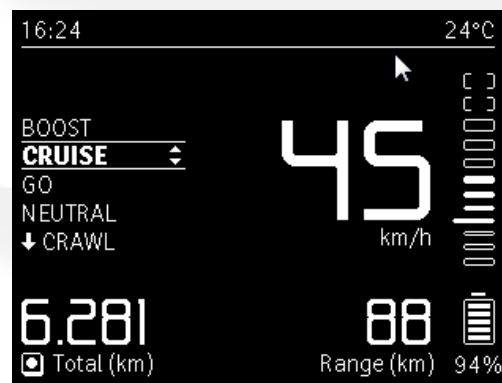 16:24 24°C
BOOST
CRUISE
GO
NEUTRAL
CRAWL
45
km/h
6.281 88
Total (km) Range (km) 94%